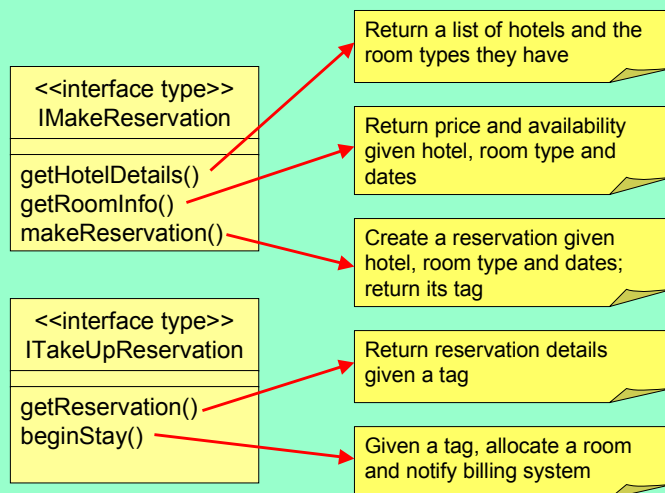 <<interface type>>
IMakeReservation
getHotelDetails()
getRoomInfo()
makeReservation()
Return a list of hotels and the
room types they have
Return price and availability
given hotel, room type and
dates
Create a reservation given
hotel, room type and dates;
return its tag
<<interface type>>
ITakeUpReservation
getReservation()
beginStay()
Return reservation details
given a tag
Given a tag, allocate a room
and notify billing system